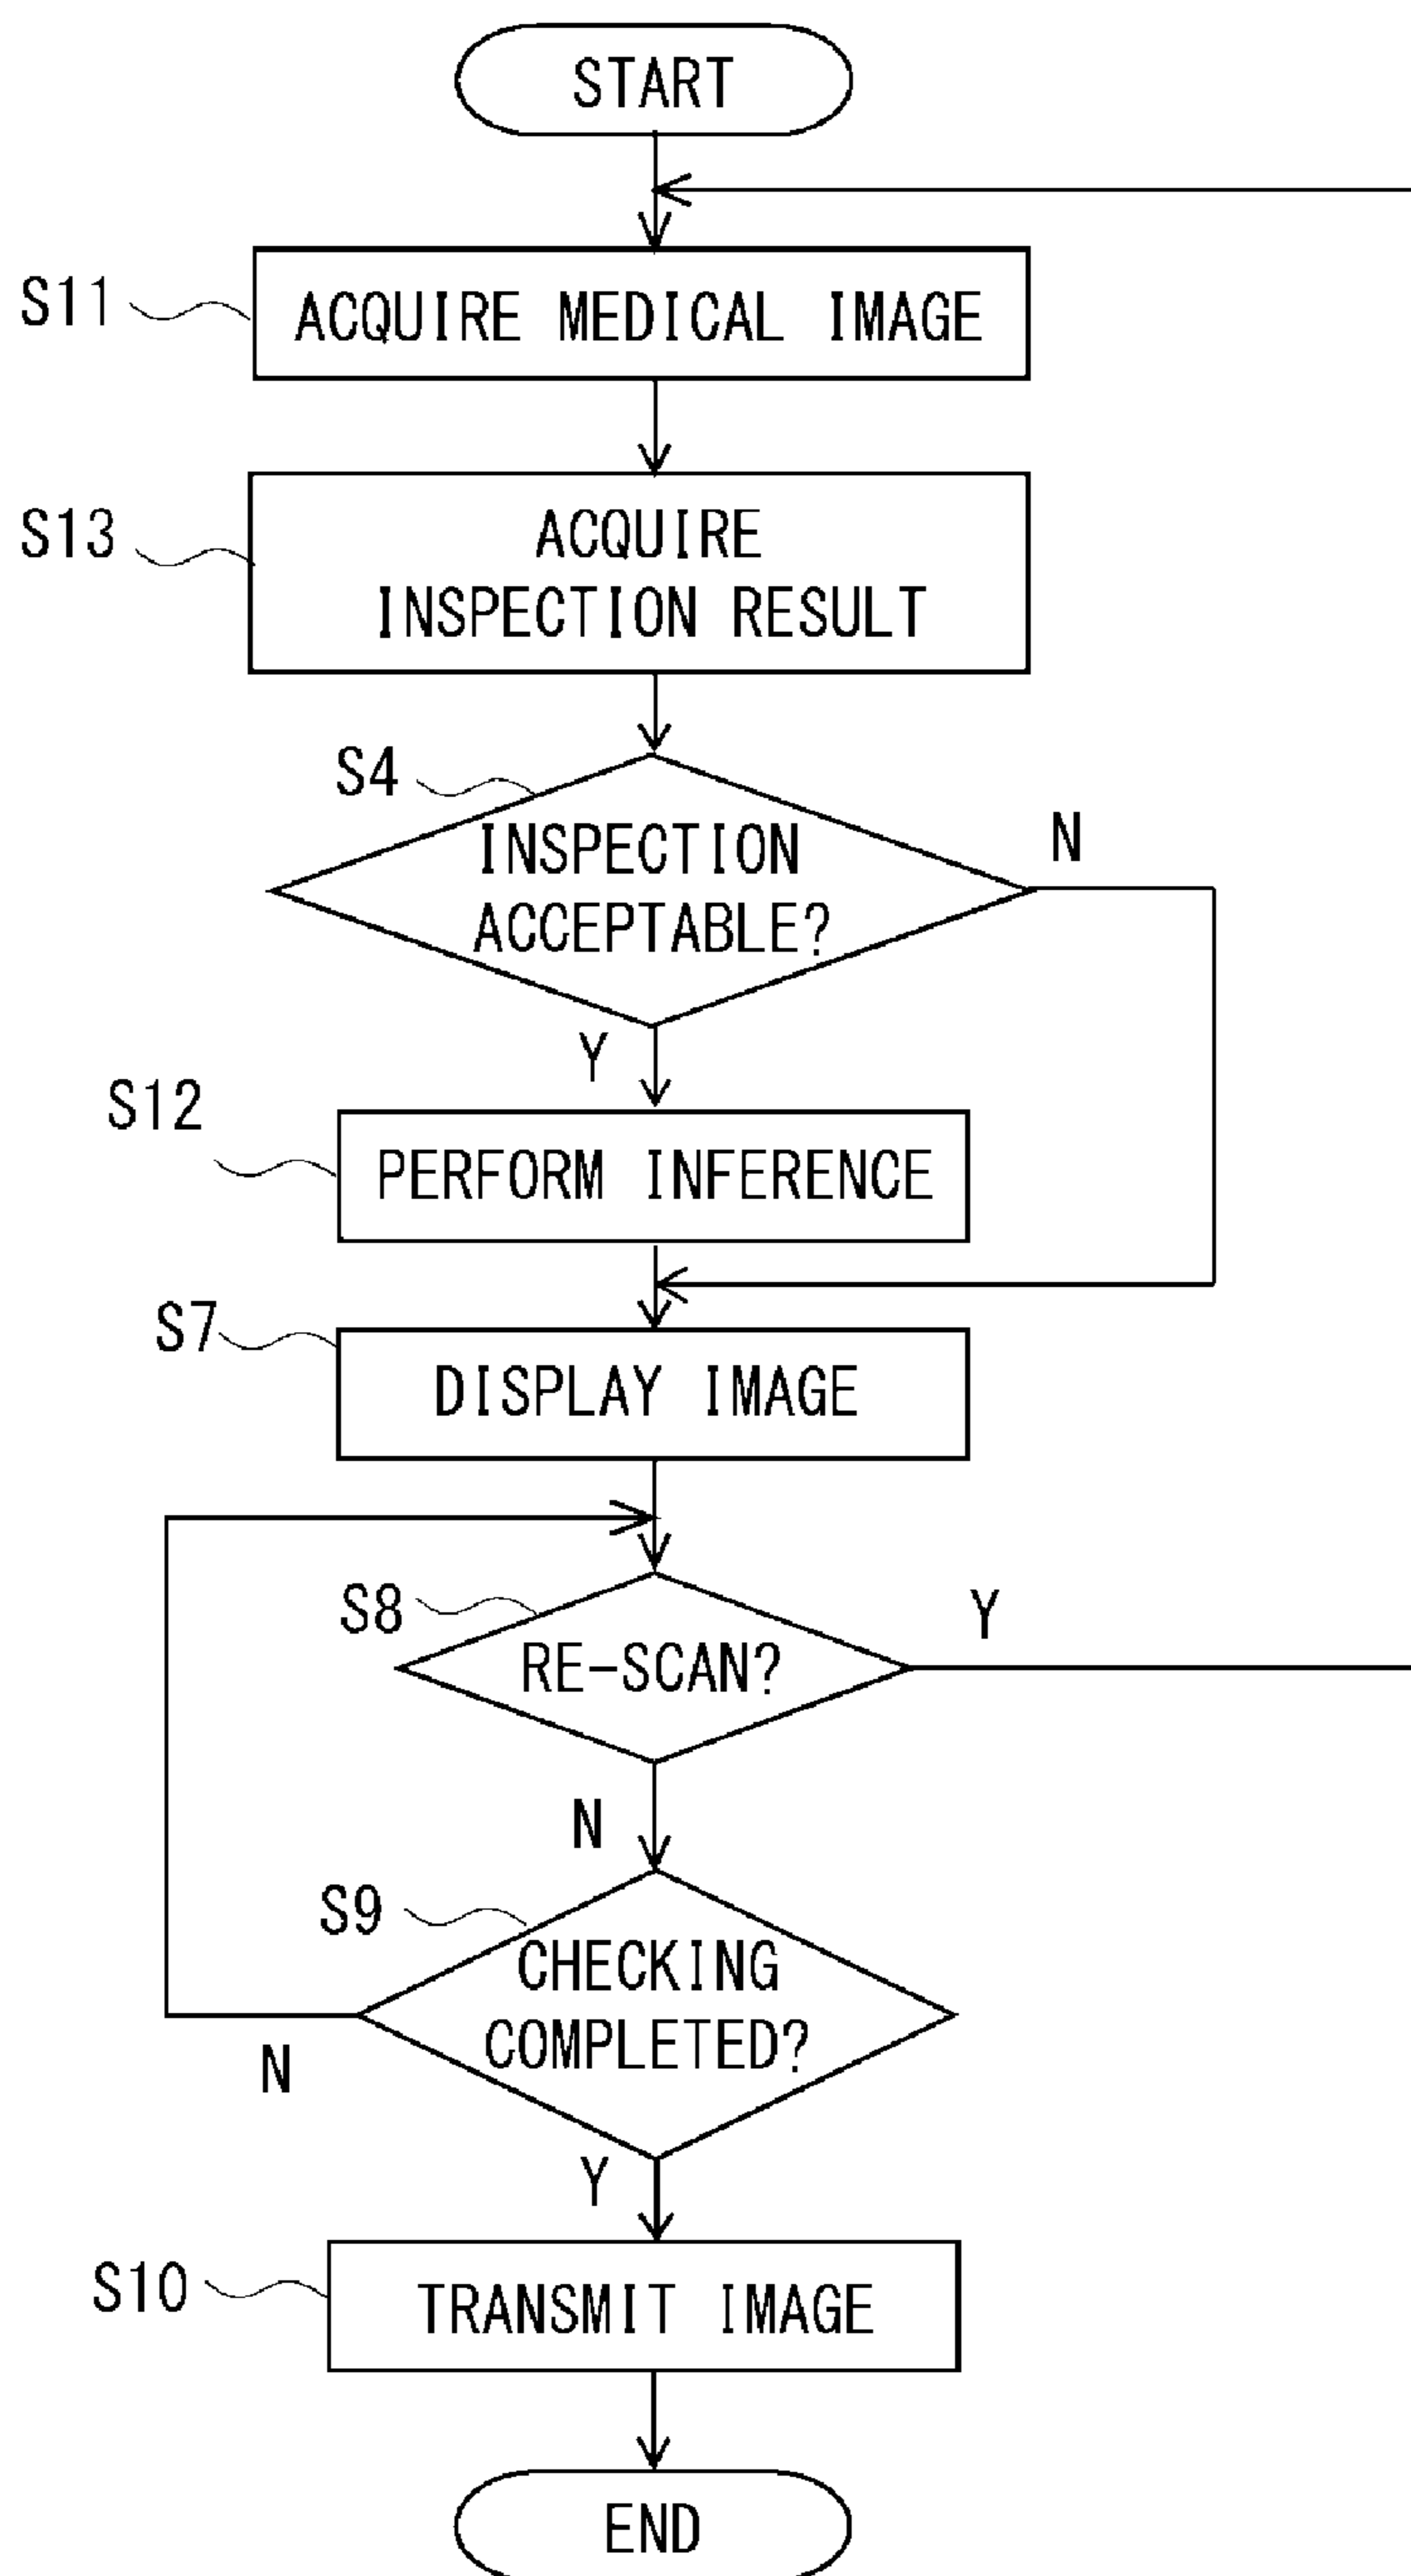 START
S11
ACQUIRE MEDICAL IMAGE
S13
ACQUIRE
INSPECTION RESULT
S4
INSPECTION
ACCEPTABLE?
N
Y
S12
PERFORM INFERENCE
S7
DISPLAY IMAGE
S8
RE-SCAN?
Y
N
S9
CHECKING
COMPLETED?
N
Y
S10
TRANSMIT IMAGE
END